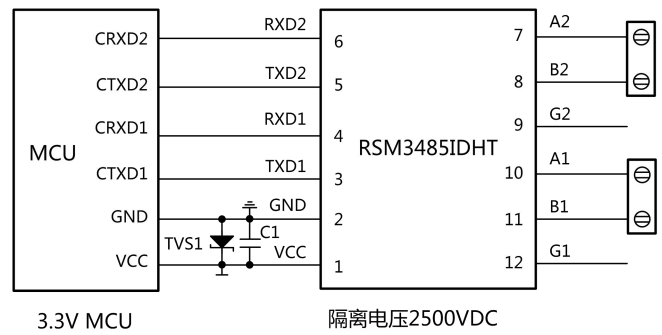 MCU
CRXD2
CTXD2
CRXD1
CTXD1
GND
VCC
RXD2
TXD2
RXD1
TXD1
GND
VCC
TVS1
C1
RSM3485IDHT
6
5
4
3
2
1
7
8
9
10
11
12
A2
B2
G2
A1
B1
G1
3.3V MCU
隔离电压2500VDC